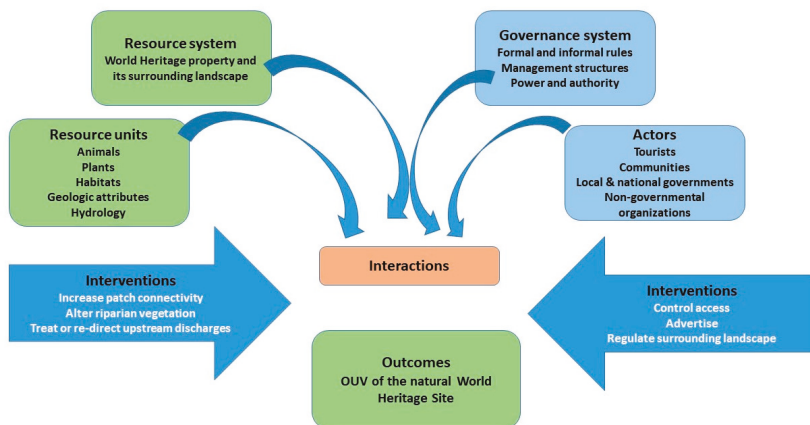 Resource system
World Heritage property and
its surrounding landscape
Governance system
Formal and informal rules
Management structures
Power and authority
Resource units
Animals
Plants
Habitats
Geologic attributes
Hydrology
Actors
Tourists
Communities
Local & national governments
Non-governmental
organizations
Interactions
Interventions
Increase patch connectivity
Alter riparian vegetation
Treat or re-direct upstream discharges
Interventions
Control access
Advertise
Regulate surrounding landscape
Outcomes
OUV of the natural World
Heritage Site